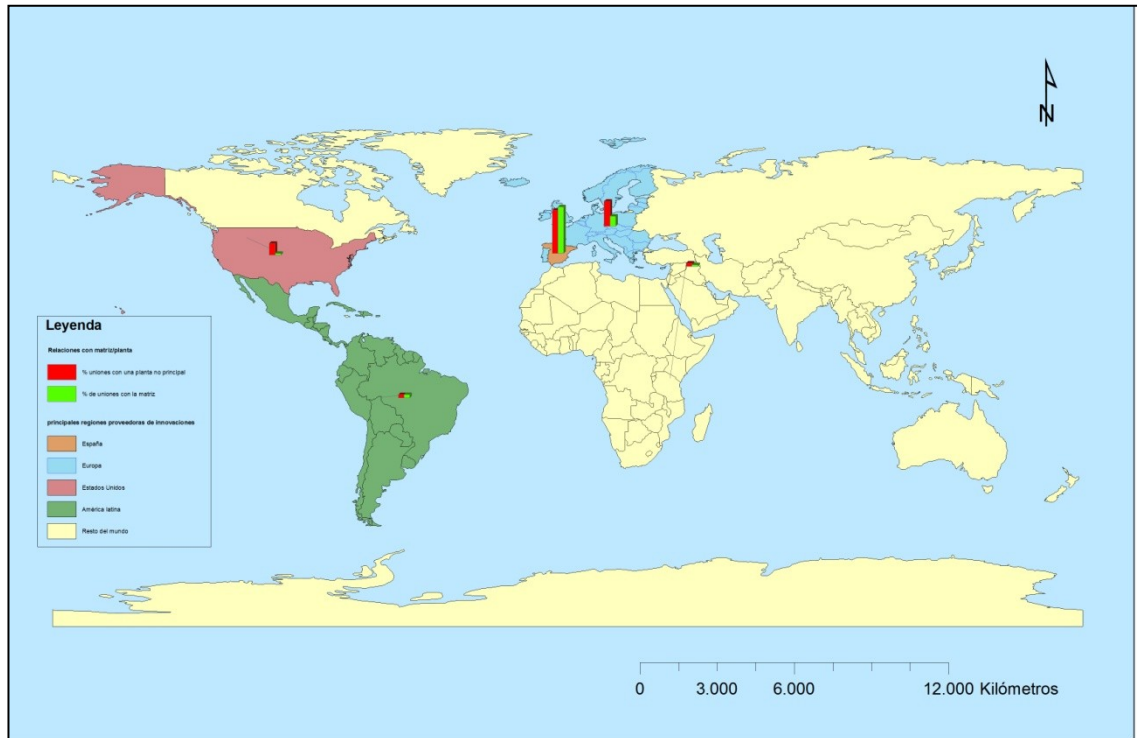 N
Leyenda
Relaciones con matriz/planta
% uniones con una planta no principal
% de uniones con la matriz
principales regiones proveedoras de innovaciones
España
Europa
Estados Unidos
América latina
Resto del mundo
0 3.000 6.000 12.000 Kilómetros